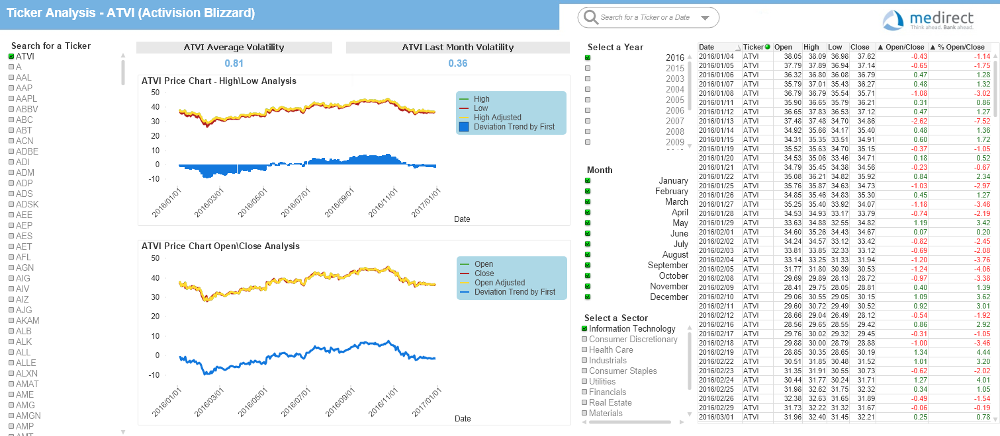 Ticker Analysis - ATVI (Activision Blizzard)
Search for a Ticker or a Date
medirect
Think ahead. Bank ahead.
Search for a Ticker
ATVI
A
AAL
AAP
AAPL
ABBV
ABC
ABT
ACN
ADBE
ADI
ADM
ADP
ADS
ADSK
AEE
AEP
AES
AET
AFL
AGN
AIG
AIV
AIZ
AJG
AKAM
ALB
ALK
ALL
ALLE
ALXN
AMAT
AME
AMG
AMGN
AMP
ATVI Average Volatility
0.81
ATVI Last Month Volatility
0.36
ATVI Price Chart - High\Low Analysis
50
40
30
20
10
0
-10
High
Low
High Adjusted
Deviation Trend by First
2016/01/01
2016/03/01
2016/05/01
2016/07/01
2016/09/01
2016/11/01
2017/01/01
Date
ATVI Price Chart Open\Close Analysis
50
40
30
20
10
0
-10
Open
Close
Open Adjusted
Deviation Trend by First
2016/01/01
2016/03/01
2016/05/01
2016/07/01
2016/09/01
2016/11/01
2017/01/01
Date
Select a Year
2016
2015
2003
2004
2005
2006
2007
2008
2009
Month
January
February
March
April
May
June
July
August
September
October
November
December
Select a Sector
Information Technology
Consumer Discretionary
Health Care
Industrials
Consumer Staples
Utilities
Financials
Real Estate
Materials
Date Ticker Open High Low Close ▲ Open/Close ▲ % Open/Close
2016/01/04 ATVI 38.05 38.09 36.98 37.62 -0.43 -1.14
2016/01/05 ATVI 37.79 37.89 36.94 37.14 -0.65 -1.75
2016/01/06 ATVI 36.32 36.80 36.08 36.79 0.47 1.28
2016/01/07 ATVI 35.79 37.01 35.43 36.27 0.48 1.32
2016/01/08 ATVI 36.79 36.79 35.54 35.71 -1.08 -3.02
2016/01/11 ATVI 35.90 36.65 35.79 36.21 0.31 0.86
2016/01/12 ATVI 36.65 37.83 36.53 37.12 0.47 1.27
2016/01/13 ATVI 37.48 37.48 34.70 34.86 -2.62 -7.52
2016/01/14 ATVI 34.92 35.66 34.17 35.40 0.48 1.36
2016/01/15 ATVI 34.31 35.35 33.51 34.91 0.60 1.72
2016/01/19 ATVI 35.52 35.63 34.70 35.15 -0.37 -1.05
2016/01/20 ATVI 34.53 35.06 33.46 34.71 0.18 0.52
2016/01/21 ATVI 34.79 35.45 34.38 34.56 -0.23 -0.67
2016/01/22 ATVI 35.08 36.21 34.82 35.92 0.84 2.34
2016/01/25 ATVI 35.76 35.87 34.63 34.73 -1.03 -2.97
2016/01/26 ATVI 34.85 35.46 34.83 35.30 0.45 1.27
2016/01/27 ATVI 35.25 35.40 33.92 34.07 -1.18 -3.46
2016/01/28 ATVI 34.53 34.93 33.17 33.79 -0.74 -2.19
2016/01/29 ATVI 33.63 34.88 32.55 34.82 1.19 3.42
2016/02/01 ATVI 34.60 35.26 34.43 34.67 0.07 0.20
2016/02/02 ATVI 34.24 34.57 33.12 33.42 -0.82 -2.45
2016/02/03 ATVI 33.81 33.85 32.33 33.12 -0.69 -2.08
2016/02/04 ATVI 33.14 33.25 31.33 31.94 -1.20 -3.76
2016/02/05 ATVI 31.77 31.80 30.39 30.53 -1.24 -4.06
2016/02/08 ATVI 29.69 29.89 28.13 28.72 -0.97 -3.38
2016/02/09 ATVI 28.41 29.75 28.05 28.81 0.40 1.39
2016/02/10 ATVI 29.06 30.55 29.05 30.15 1.09 3.62
2016/02/11 ATVI 29.60 30.72 29.49 30.52 0.92 3.01
2016/02/12 ATVI 28.66 29.04 26.49 28.12 -0.54 -1.92
2016/02/16 ATVI 28.56 29.65 28.55 29.42 0.86 2.92
2016/02/17 ATVI 29.76 30.02 29.32 29.45 -0.31 -1.05
2016/02/18 ATVI 29.88 30.00 28.79 28.88 -1.00 -3.46
2016/02/19 ATVI 28.85 30.35 28.65 30.19 1.34 4.44
2016/02/22 ATVI 30.51 31.85 30.48 31.52 1.01 3.20
2016/02/23 ATVI 31.35 31.91 30.55 30.73 -0.62 -2.02
2016/02/24 ATVI 30.44 31.77 30.24 31.71 1.27 4.01
2016/02/25 ATVI 31.98 32.62 31.75 32.32 0.34 1.05
2016/02/26 ATVI 32.38 32.63 31.65 31.89 -0.49 -1.54
2016/02/29 ATVI 31.73 32.22 31.32 31.67 -0.06 -0.19
2016/03/01 ATVI 31.96 32.40 31.45 32.21 0.25 0.78